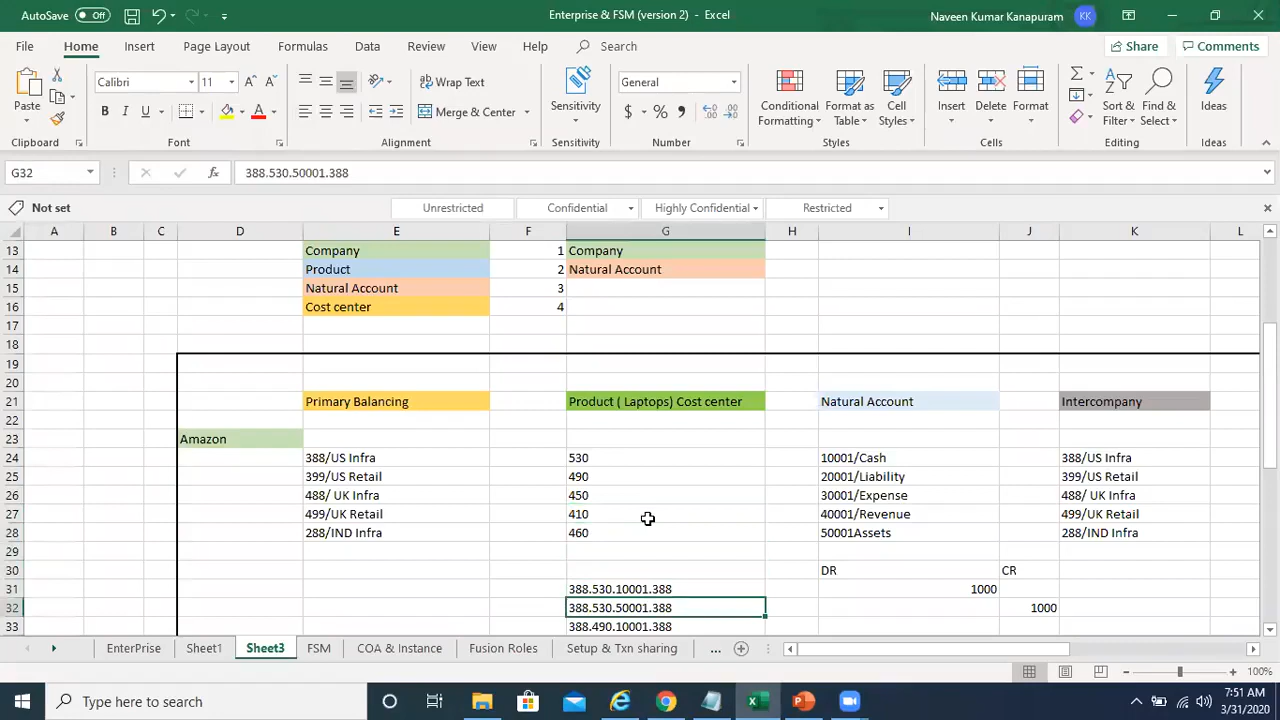 AutoSave Off Enterprise & FSM (version 2) - Excel Naveen Kumar Kanapuram KK
File Home Insert Page Layout Formulas Data Review View Help Search Share Comments
Paste Calibri 11 Wrap Text General Sensitivity Conditional Formatting Format as Table Cell Styles Insert Delete Format Sort & Filter Find & Select Ideas
B I U Merge & Center $ %
Clipboard Font Alignment Sensitivity Number Styles Cells Editing Ideas
G32 fx 388.530.50001.388
Not set Unrestricted Confidential Highly Confidential Restricted
A B C D E F G H I J K L
13 Company 1 Company
14 Product 2 Natural Account
15 Natural Account 3
16 Cost center 4
17
18
19
20
21 Primary Balancing Product ( Laptops) Cost center Natural Account Intercompany
22
23 Amazon
24 388/US Infra 530 10001/Cash 388/US Infra
25 399/US Retail 490 20001/Liability 399/US Retail
26 488/ UK Infra 450 30001/Expense 488/ UK Infra
27 499/UK Retail 410 40001/Revenue 499/UK Retail
28 288/IND Infra 460 50001Assets 288/IND Infra
29
30 DR CR
31 388.530.10001.388 1000
32 388.530.50001.388 1000
33 388.490.10001.388
EnterPrise Sheet1 Sheet3 FSM COA & Instance Fusion Roles Setup & Txn sharing ...
100%
Type here to search
7:51 AM
3/31/2020